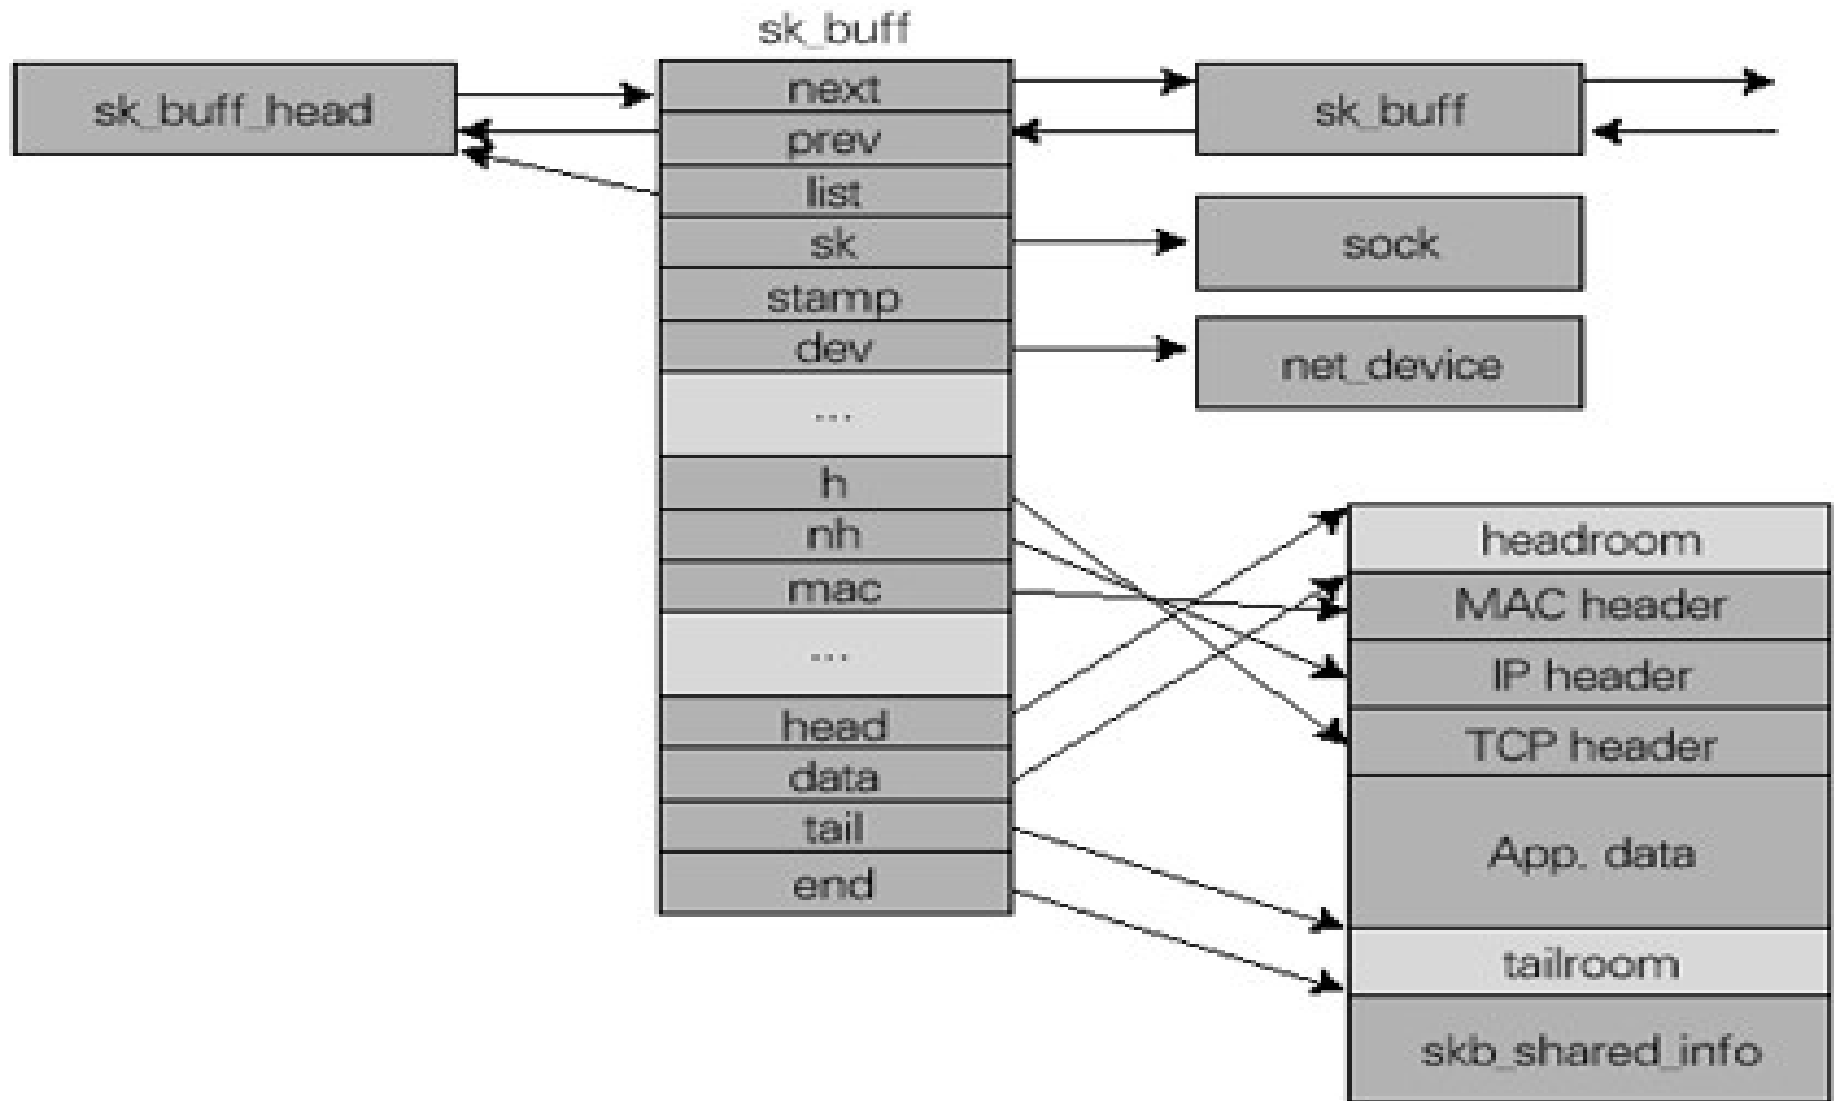 sk_buff
sk_buff_head
next
prev
list
sk
stamp
dev
...
h
nh
mac
...
head
data
tail
end
sk_buff
sock
net_device
headroom
MAC header
IP header
TCP header
App. data
tailroom
skb_shared_info